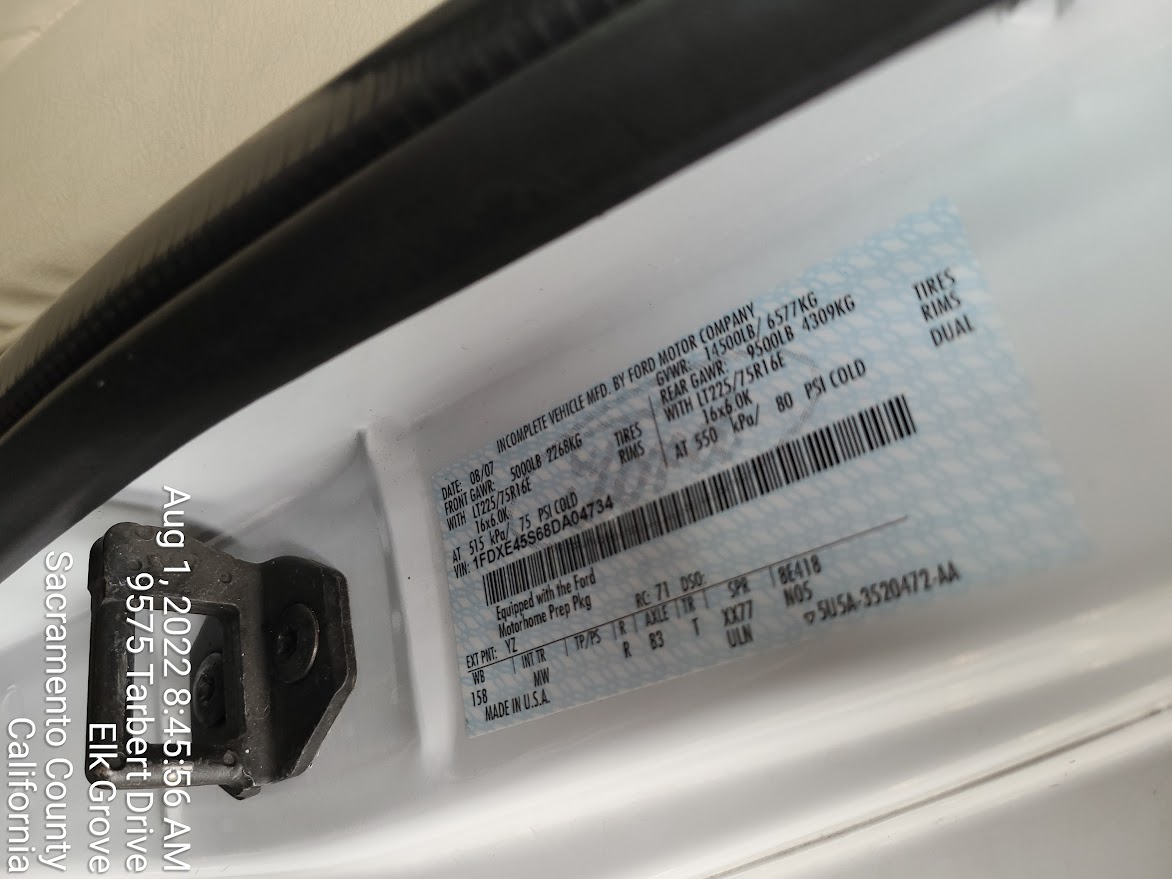 INCOMPLETE VEHICLE MFD. BY FORD MOTOR COMPANY
DATE: 08/07 GVWR: 14500LB/ 6577KG
FRONT GAWR: 5000LB 2268KG REAR GAWR: 9500LB 4309KG
WITH LT225/75R16E TIRES WITH LT225/75R16E TIRES
16x6.0K RIMS 16x6.0K RIMS
AT 515 kPa/ 75 PSI COLD AT 550 kPa/ 80 PSI COLD DUAL
VIN: 1FDXE45S68DA04734
Equipped with the Ford
Motorhome Prep Pkg
EXT PNT: YZ RC: 71 DSO:
WB INT TR TP/PS R AXLE TR SPR 8E418
158 MW R B3 T XX77 NOS
MADE IN U.S.A. ULN ▽5U5A-3520472-AA
Aug 1, 2022 8:45:56 AM
9575 Tarbert Drive
Elk Grove
Sacramento County
California